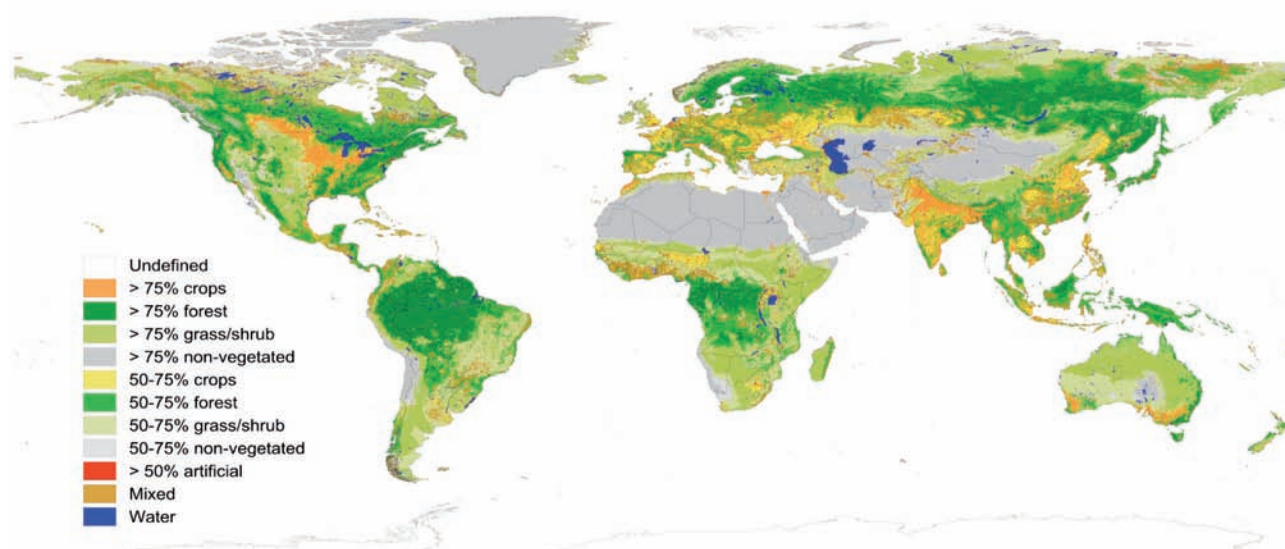 Undefined
> 75% crops
> 75% forest
> 75% grass/shrub
> 75% non-vegetated
50-75% crops
50-75% forest
50-75% grass/shrub
50-75% non-vegetated
> 50% artificial
Mixed
Water